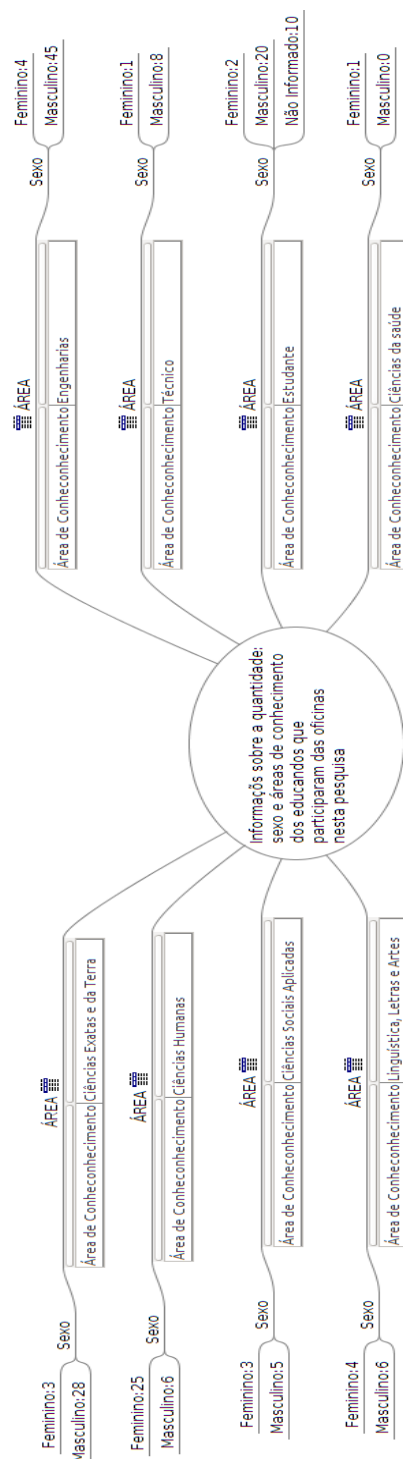 Informaçõs sobre a quantidade:
sexo e áreas de conhecimento
dos educandos que
participaram das oficinas
nesta pesquisa
ÁREA
Área de Conheconhecimento Ciências Exatas e da Terra
Sexo
Feminino:3
Masculino:28
ÁREA
Área de Conheconhecimento Ciências Humanas
Sexo
Feminino:25
Masculino:6
ÁREA
Área de Conheconhecimento Ciências Sociais Aplicadas
Sexo
Feminino:3
Masculino:5
ÁREA
Área de Conheconhecimento Linguística, Letras e Artes
Sexo
Feminino:4
Masculino:6
ÁREA
Área de Conheconhecimento Engenharias
Sexo
Feminino:4
Masculino:45
ÁREA
Área de Conheconhecimento Técnico
Sexo
Feminino:1
Masculino:8
ÁREA
Área de Conheconhecimento Estudante
Sexo
Feminino:2
Masculino:20
Não Informado:10
ÁREA
Área de Conheconhecimento Ciências da saúde
Sexo
Feminino:1
Masculino:0